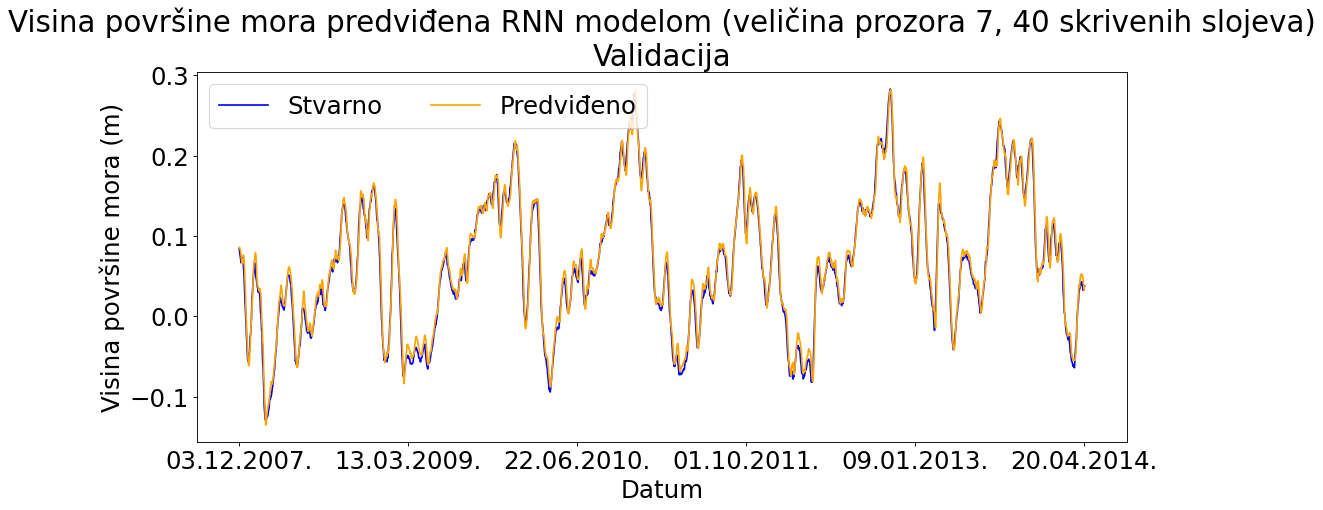 Visina površine mora predviđena RNN modelom (veličina prozora 7, 40 skrivenih slojeva)
Validacija
Stvarno Predviđeno
Visina površine mora (m)
0.3
0.2
0.1
0.0
−0.1
03.12.2007. 13.03.2009. 22.06.2010. 01.10.2011. 09.01.2013. 20.04.2014.
Datum